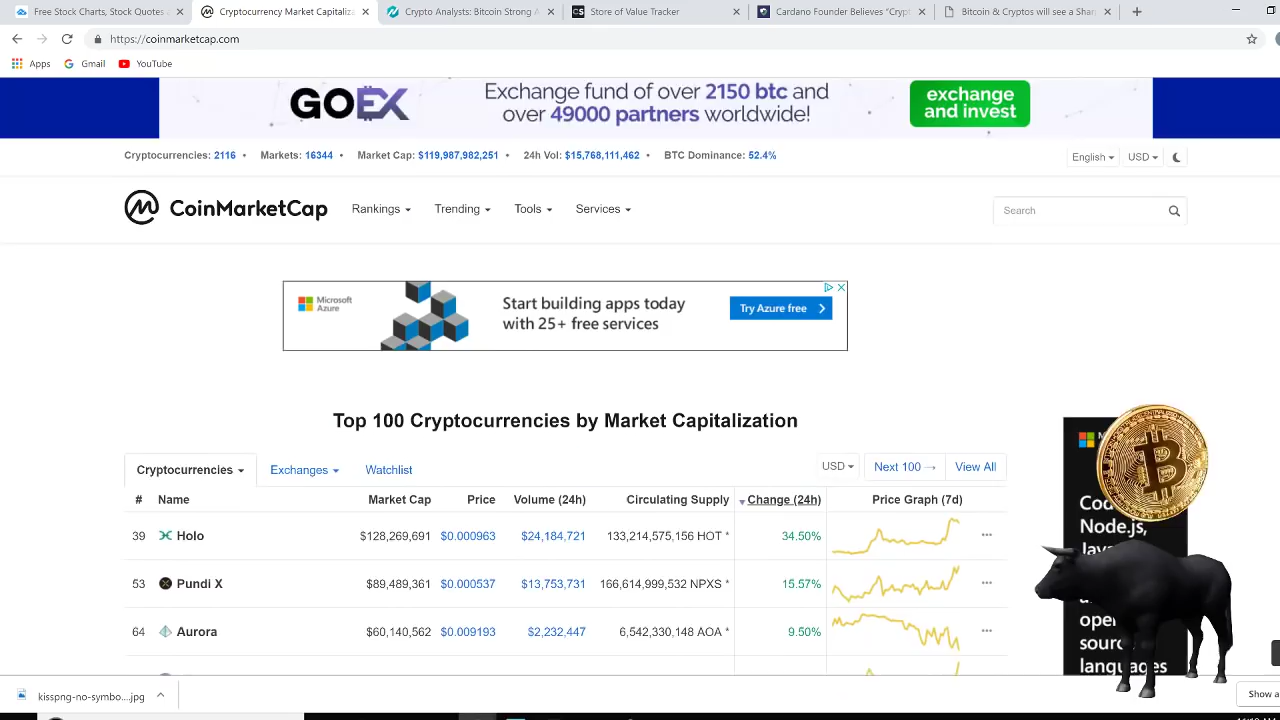 Free Stock Charts, Stock Quotes
Cryptocurrency Market Capitaliza
Crypto Analysts: Bitcoin Strong A
Store of Value Tracker
Cardano Founder Believes "Crypt
Bitcoin & Cryptos will see a Shar
https://coinmarketcap.com
Apps
Gmail
YouTube
GOEX
Exchange fund of over 2150 btc and
over 49000 partners worldwide!
exchange
and invest
Cryptocurrencies: 2116 • Markets: 16344 • Market Cap: $119,987,982,251 • 24h Vol: $15,768,111,462 • BTC Dominance: 52.4%
English
USD
CoinMarketCap
Rankings
Trending
Tools
Services
Search
Microsoft
Azure
Start building apps today
with 25+ free services
Try Azure free
Top 100 Cryptocurrencies by Market Capitalization
Cryptocurrencies
Exchanges
Watchlist
USD
Next 100 →
View All
# Name Market Cap Price Volume (24h) Circulating Supply Change (24h) Price Graph (7d)
39 Holo $0.000963 $24,184,721 133,214,575,156 HOT * 34.50%
53 Pundi X $89,489,361 $0.000537 $13,753,731 166,614,999,532 NPXS * 15.57%
64 Aurora $60,140,562 $0.009193 $2,232,447 6,542,330,148 AOA * 9.50%
Node.js,
languages
kisspng-no-symbo....jpg
Show a